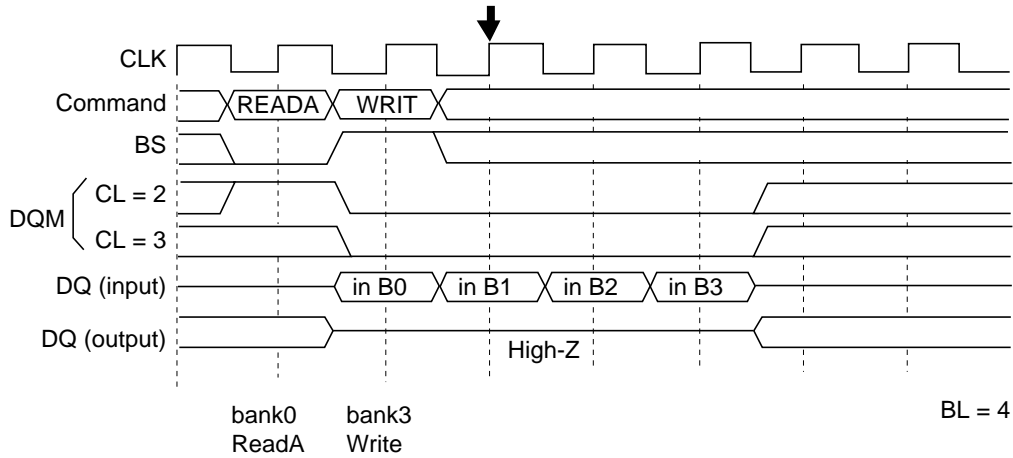 CLK
Command READA WRIT
BS
DQM
CL = 2
CL = 3
DQ (input) in B0 in B1 in B2 in B3
DQ (output)
High-Z
bank0 bank3 BL = 4
ReadA Write